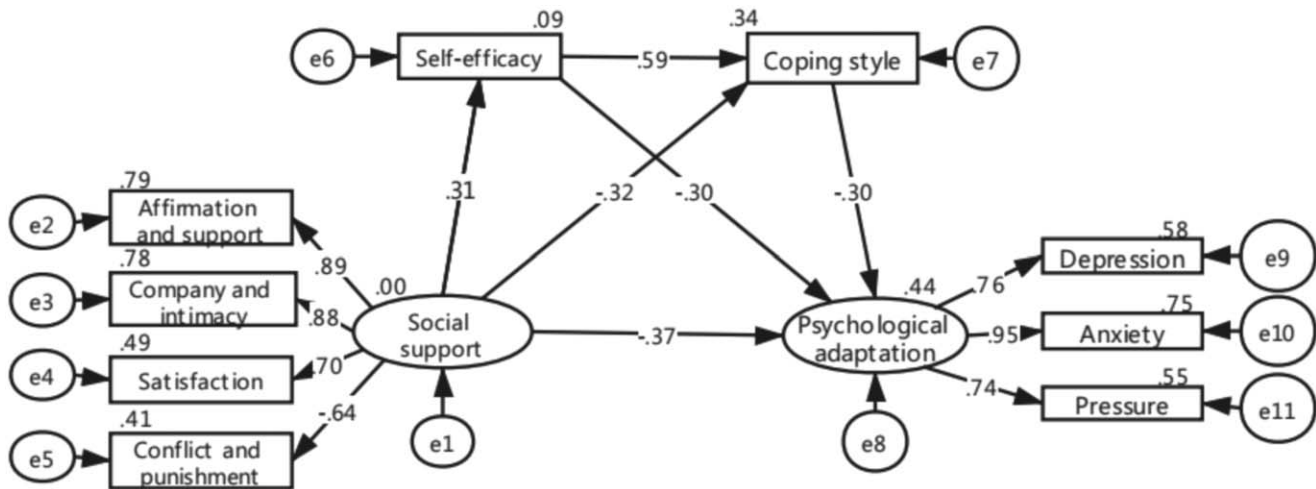 .09
.34
e6
Self-efficacy
.59
Coping style
e7
.79
e2
Affirmation
and support
.31
-.32
-.30
-.30
.78
e3
Company and
intimacy
.89
.88
.00
Social
support
-.37
.44
Psychological
adaptation
.76
.58
Depression
e9
.49
e4
Satisfaction
.70
.95
.75
Anxiety
e10
.41
e5
Conflict and
punishment
-.64
e1
e8
.74
.55
Pressure
e11